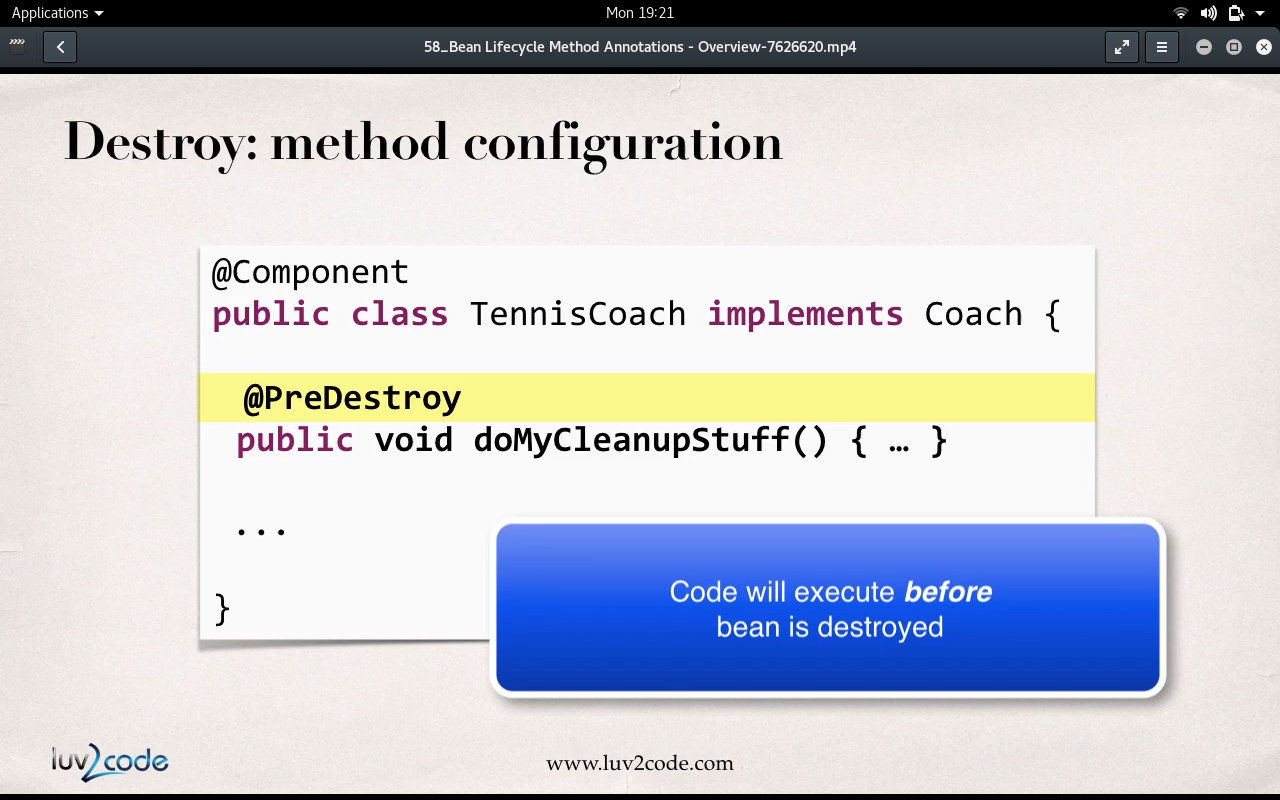 Applications
Mon 19:21
58_Bean Lifecycle Method Annotations - Overview-7626620.mp4
Destroy: method configuration
@Component
public class TennisCoach implements Coach {
@PreDestroy
public void doMyCleanupStuff() { … }
...
}
Code will execute before
bean is destroyed
luv2code
www.luv2code.com